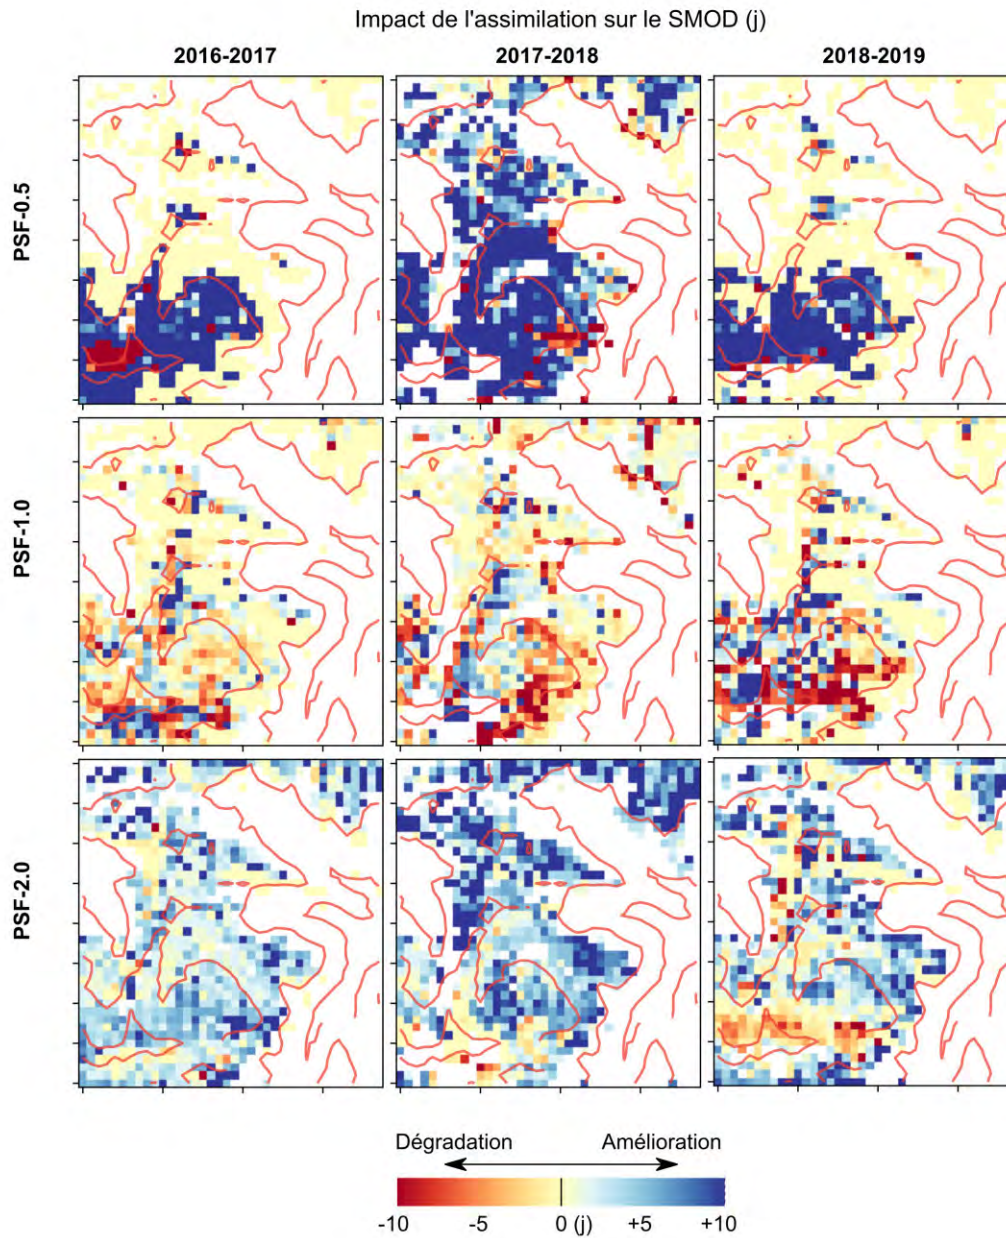 Impact de l'assimilation sur le SMOD (j)
2016-2017
2017-2018
2018-2019
PSF-0.5
PSF-1.0
PSF-2.0
Dégradation
Amélioration
-10
-5
0 (j)
+5
+10